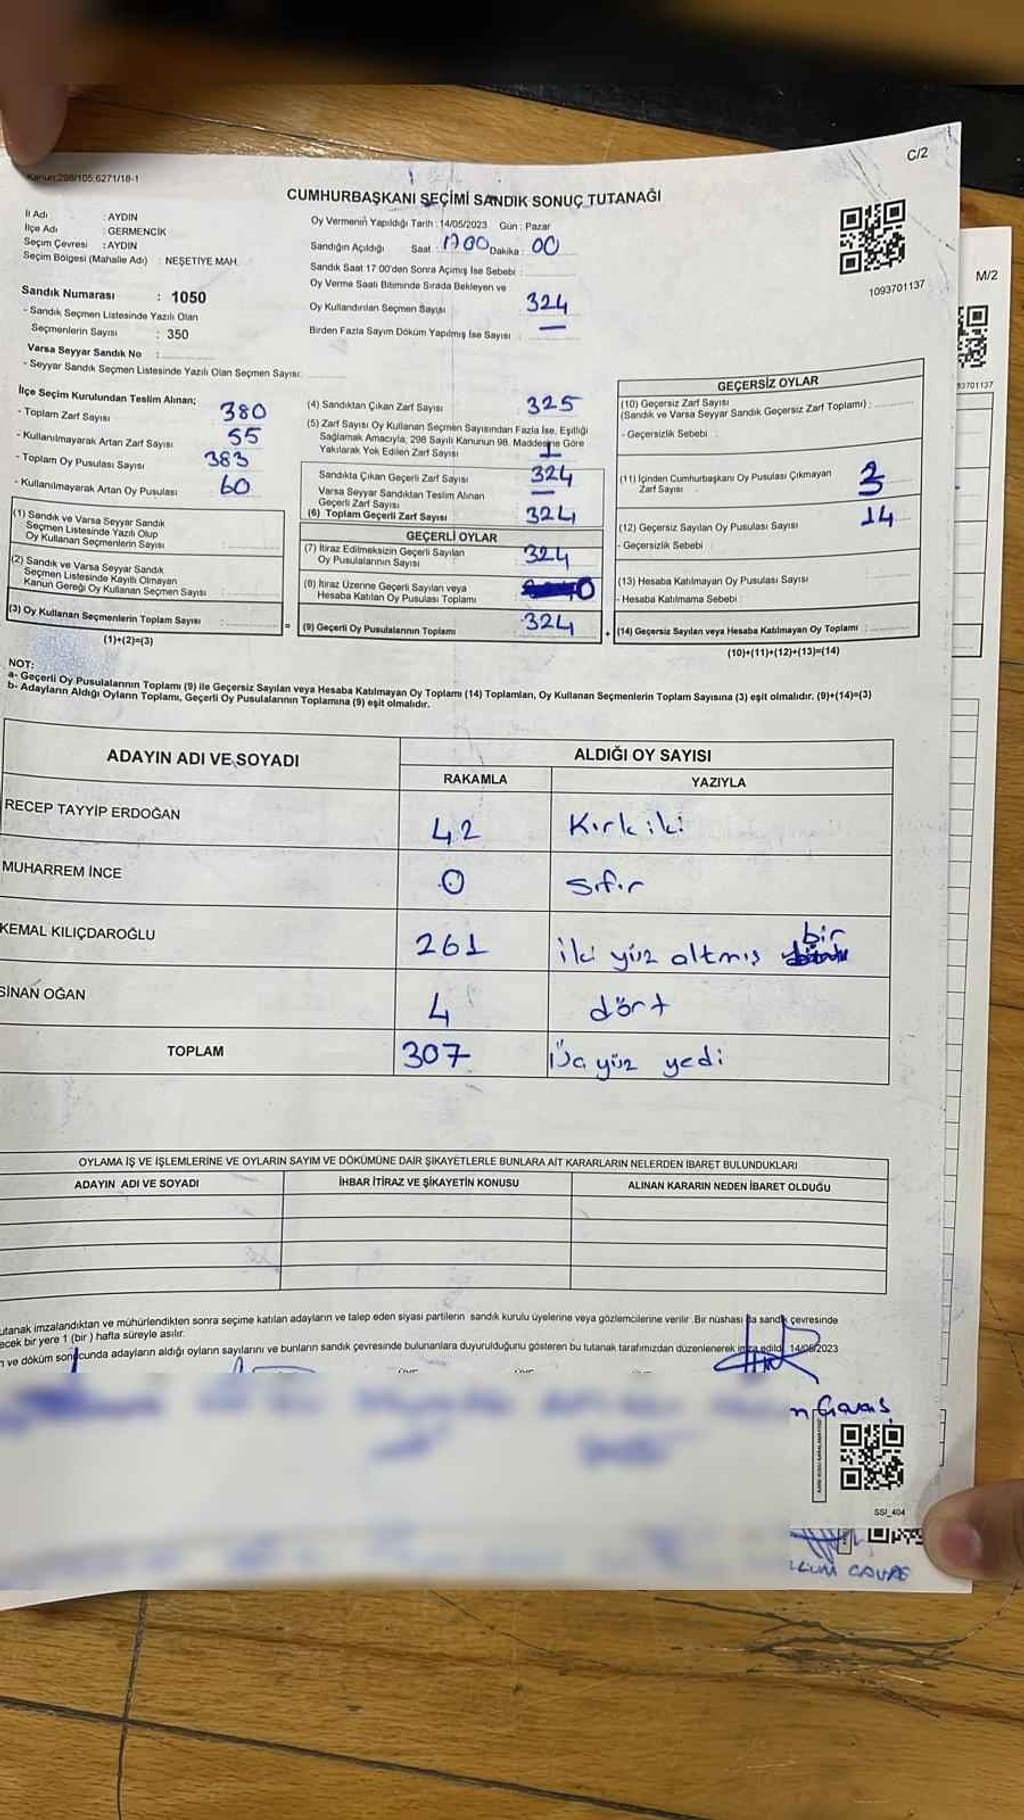 C/2
Kanun:298/105,6271/18-1
CUMHURBAŞKANI SEÇİMİ SANDIK SONUÇ TUTANAĞI
İl Adı : AYDIN
İlçe Adı : GERMENCİK
Seçim Çevresi : AYDIN
Seçim Bölgesi (Mahalle Adı) : NEŞETİYE MAH.
Sandık Numarası : 1050
- Sandık Seçmen Listesinde Yazılı Olan
Seçmenlerin Sayısı : 350
Varsa Seyyar Sandık No :
- Seyyar Sandık Seçmen Listesinde Yazılı Olan Seçmen Sayısı:
Oy Vermenin Yapıldığı Tarih : 14/05/2023 Gün : Pazar
Sandığın Açıldığı Saat : 1700 Dakika : 00
Sandık Saat 17.00'den Sonra Açımış İse Sebebi :
Oy Verme Saati Bitiminde Sırada Bekleyen ve
Oy Kullandırılan Seçmen Sayısı 324
Birden Fazla Sayım Döküm Yapılmış İse Sayısı : —
1093701137
M/2
93701137
İlçe Seçim Kurulundan Teslim Alınan;
- Toplam Zarf Sayısı 380
- Kullanılmayarak Artan Zarf Sayısı 55
- Toplam Oy Pusulası Sayısı 383
- Kullanılmayarak Artan Oy Pusulası 60
(1) Sandık ve Varsa Seyyar Sandık
Seçmen Listesinde Yazılı Olup
Oy Kullanan Seçmenlerin Sayısı :
(2) Sandık ve Varsa Seyyar Sandık
Seçmen Listesinde Kayıtlı Olmayan
Kanun Gereği Oy Kullanan Seçmen Sayısı :
(3) Oy Kullanan Seçmenlerin Toplam Sayısı :
(1)+(2)=(3)
(4) Sandıktan Çıkan Zarf Sayısı 325
(5) Zarf Sayısı Oy Kullanan Seçmen Sayısından Fazla İse, Eşitliği
Sağlamak Amacıyla, 298 Sayılı Kanunun 98. Maddesine Göre
Yakılarak Yok Edilen Zarf Sayısı 1
Sandıkta Çıkan Geçerli Zarf Sayısı 324
Varsa Seyyar Sandıktan Teslim Alınan
Geçerli Zarf Sayısı —
(6) Toplam Geçerli Zarf Sayısı 324
GEÇERLİ OYLAR
(7) İtiraz Edilmeksizin Geçerli Sayılan
Oy Pusulalarının Sayısı 324
(8) İtiraz Üzerine Geçerli Sayılan veya
Hesaba Katılan Oy Pusulası Toplamı 0
= (9) Geçerli Oy Pusulalarının Toplamı 324
GEÇERSİZ OYLAR
(10) Geçersiz Zarf Sayısı
(Sandık ve Varsa Seyyar Sandık Geçersiz Zarf Toplamı) :
- Geçersizlik Sebebi :
(11) İçinden Cumhurbaşkanı Oy Pusulası Çıkmayan
Zarf Sayısı 3
(12) Geçersiz Sayılan Oy Pusulası Sayısı 14
- Geçersizlik Sebebi :
(13) Hesaba Katılmayan Oy Pusulası Sayısı
- Hesaba Katılmama Sebebi :
+ (14) Geçersiz Sayılan veya Hesaba Katılmayan Oy Toplamı :
(10)+(11)+(12)+(13)=(14)
NOT:
a- Geçerli Oy Pusulalarının Toplamı (9) ile Geçersiz Sayılan veya Hesaba Katılmayan Oy Toplamı (14) Toplamları, Oy Kullanan Seçmenlerin Toplam Sayısına (3) eşit olmalıdır. (9)+(14)=(3)
b- Adayların Aldığı Oyların Toplamı, Geçerli Oy Pusulalarının Toplamına (9) eşit olmalıdır.
ADAYIN ADI VE SOYADI ALDIĞI OY SAYISI
RAKAMLA YAZIYLA
RECEP TAYYİP ERDOĞAN 42 Kırk iki
MUHARREM İNCE 0 sıfır
KEMAL KILIÇDAROĞLU 261 iki yüz altmış bir
SİNAN OĞAN 4 dört
TOPLAM 307 Üç yüz yedi
OYLAMA İŞ VE İŞLEMLERİNE VE OYLARIN SAYIM VE DÖKÜMÜNE DAİR ŞİKAYETLERLE BUNLARA AİT KARARLARIN NELERDEN İBARET BULUNDUKLARI
ADAYIN ADI VE SOYADI İHBAR İTİRAZ VE ŞİKAYETİN KONUSU ALINAN KARARIN NEDEN İBARET OLDUĞU
utanak imzalandıktan ve mühürlendikten sonra seçime katılan adayların ve talep eden siyasi partilerin sandık kurulu üyelerine veya gözlemcilerine verilir. Bir nüshası da sandık çevresinde
ecek bir yere 1 (bir ) hafta süreyle asılır.
ve döküm sonucunda adayların aldığı oyların sayılarını ve bunların sandık çevresinde bulunanlara duyurulduğunu gösteren bu tutanak tarafımızdan düzenlenerek imza edildi. 14/05/2023
SSI_404